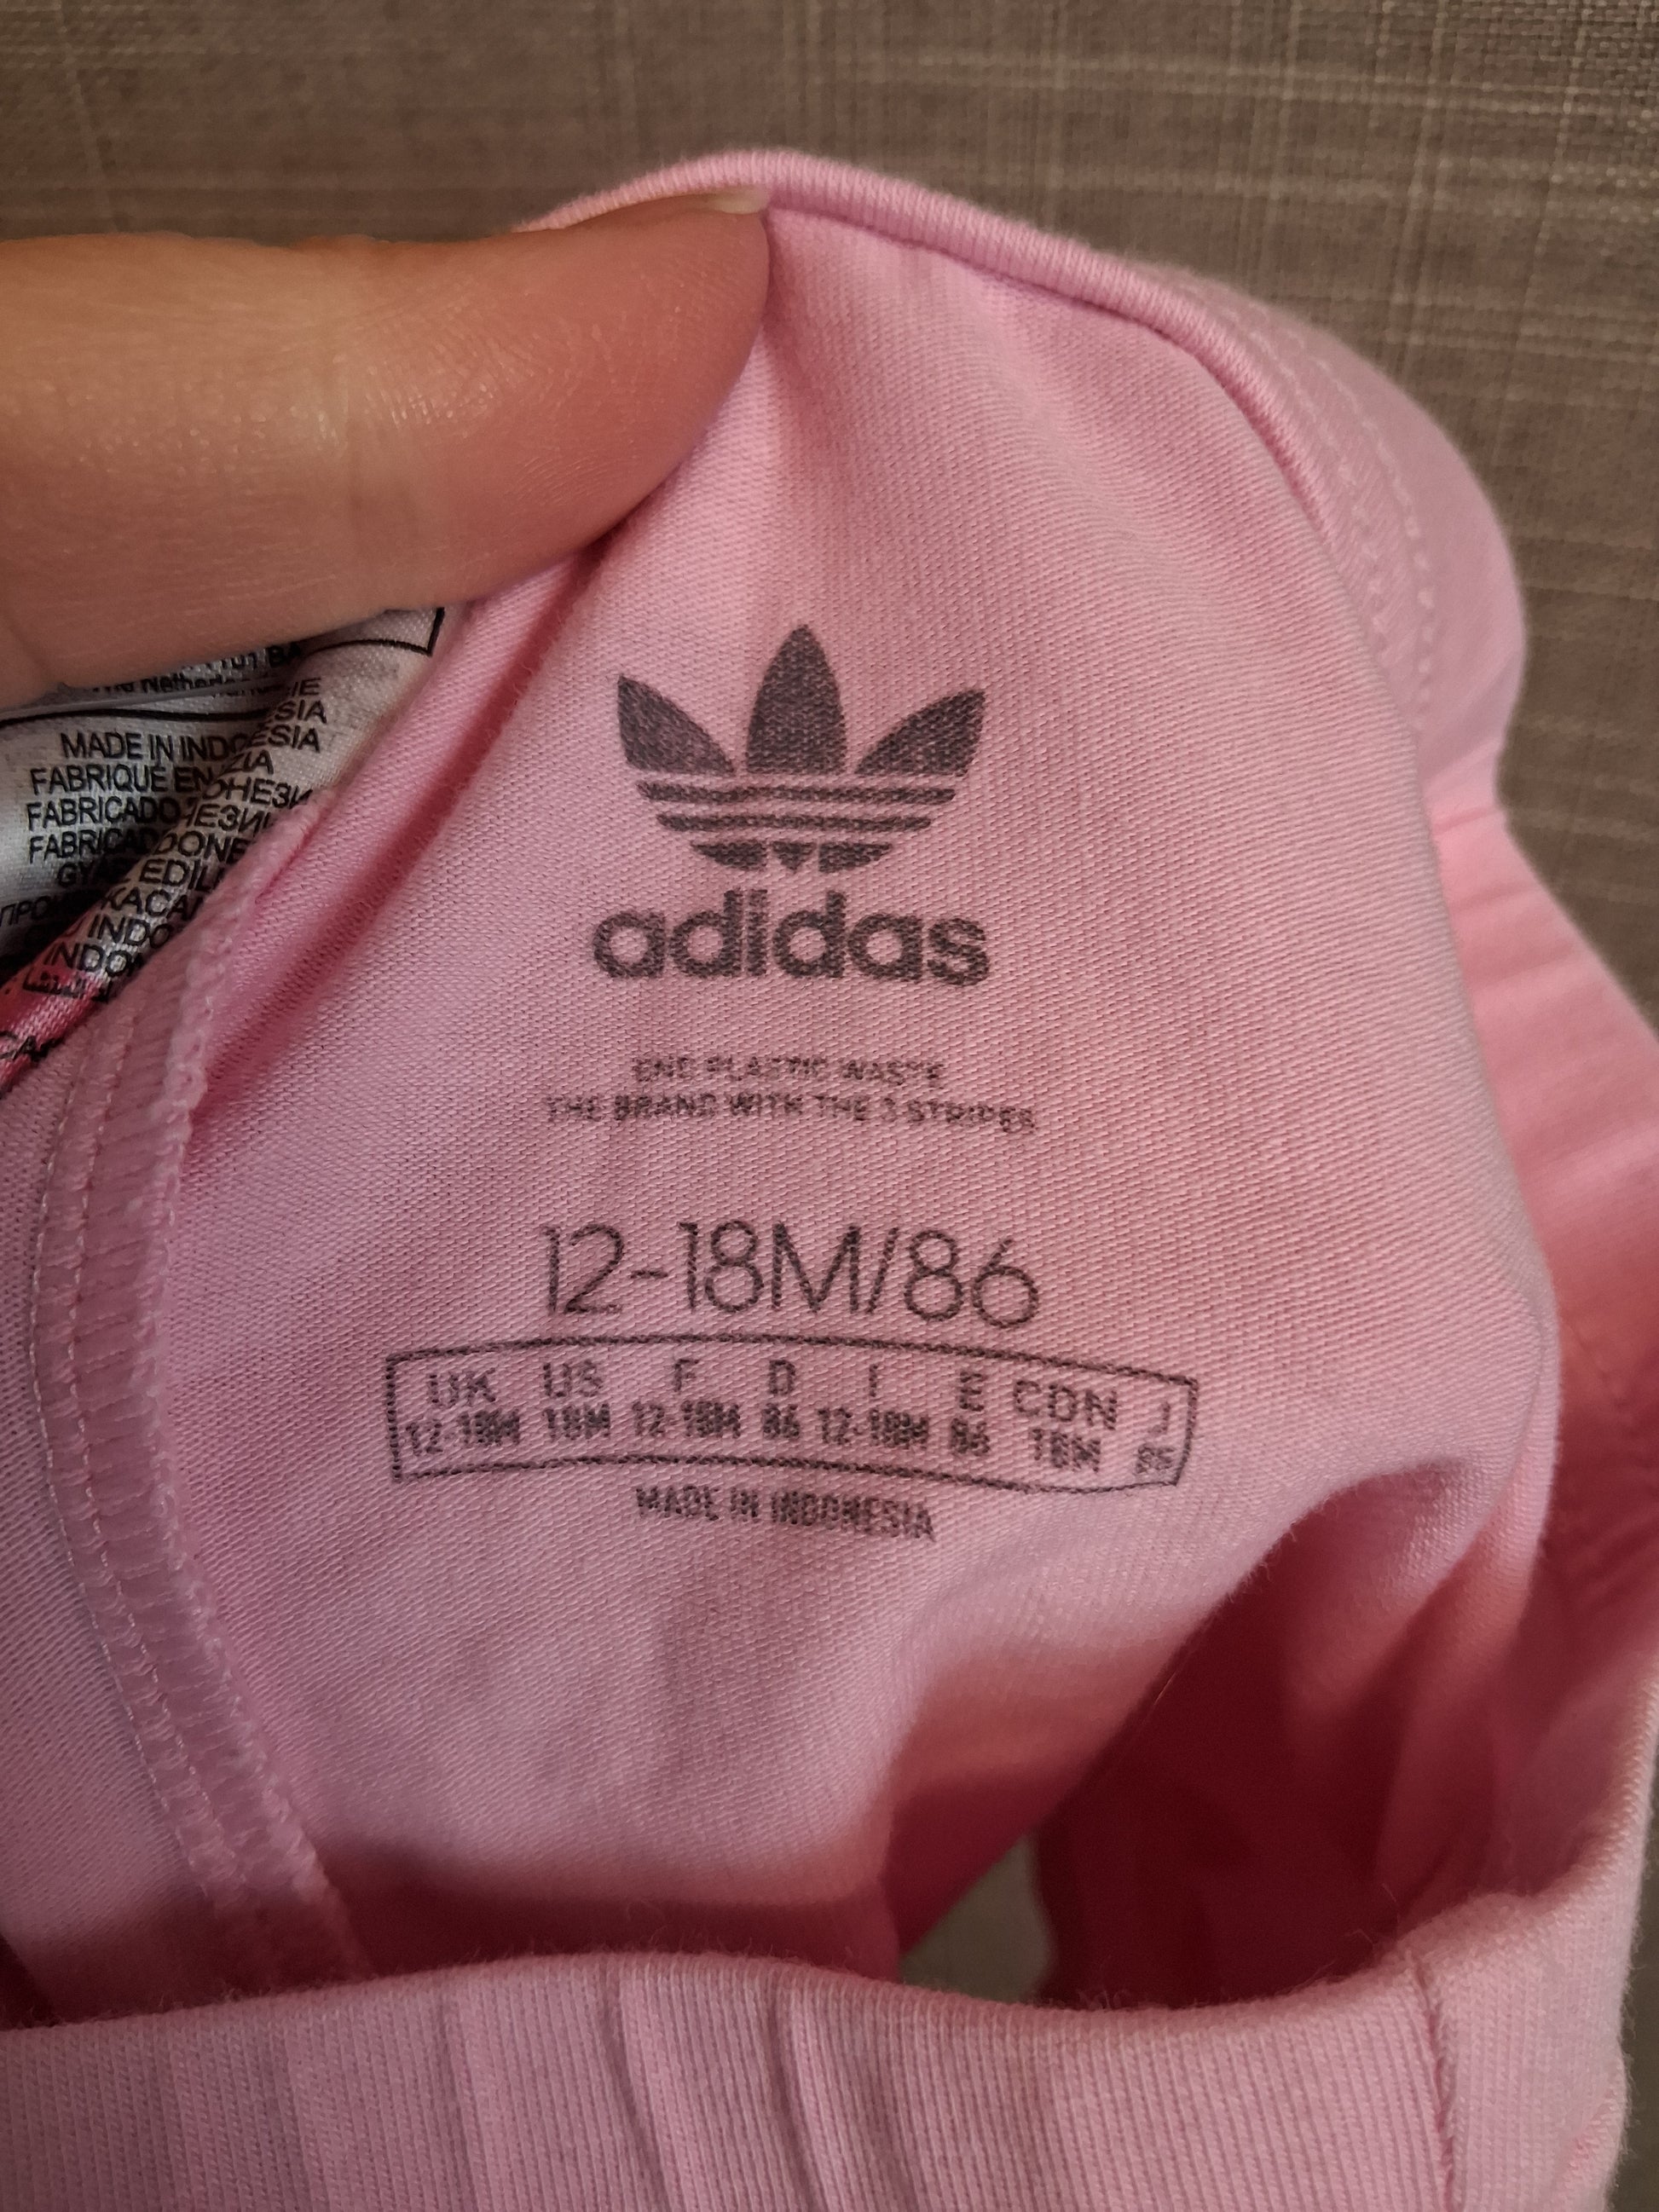 adidas
END PLASTIC WASTE
THE BRAND WITH THE 3 STRIPES
12-18M/86
UK US F D I E CDN J
12-18M 18M 12-18M 86 12-18M 86 18M 85
MADE IN INDONESIA
MADE IN INDONESIA
FABRIQUÉ EN
FABRICADO